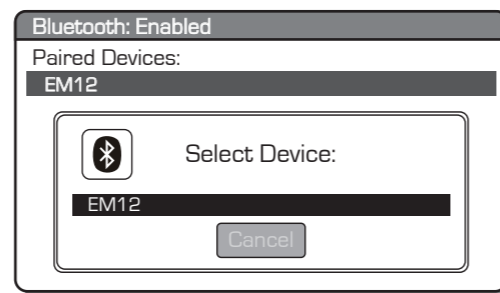 Bluetooth: Enabled
Paired Devices:
EM12
Select Device:
EM12
Cancel